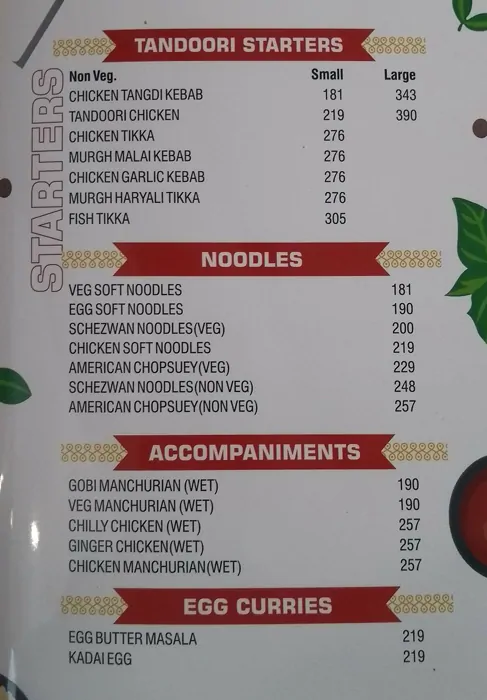 STARTERS
TANDOORI STARTERS
Non Veg. Small Large
CHICKEN TANGDI KEBAB 181 343
TANDOORI CHICKEN 219 390
CHICKEN TIKKA 276
MURGH MALAI KEBAB 276
CHICKEN GARLIC KEBAB 276
MURGH HARYALI TIKKA 276
FISH TIKKA 305
NOODLES
VEG SOFT NOODLES 181
EGG SOFT NOODLES 190
SCHEZWAN NOODLES(VEG) 200
CHICKEN SOFT NOODLES 219
AMERICAN CHOPSUEY(VEG) 229
SCHEZWAN NOODLES(NON VEG) 248
AMERICAN CHOPSUEY(NON VEG) 257
ACCOMPANIMENTS
GOBI MANCHURIAN (WET) 190
VEG MANCHURIAN (WET) 190
CHILLY CHICKEN (WET) 257
GINGER CHICKEN(WET) 257
CHICKEN MANCHURIAN(WET) 257
EGG CURRIES
EGG BUTTER MASALA 219
KADAI EGG 219